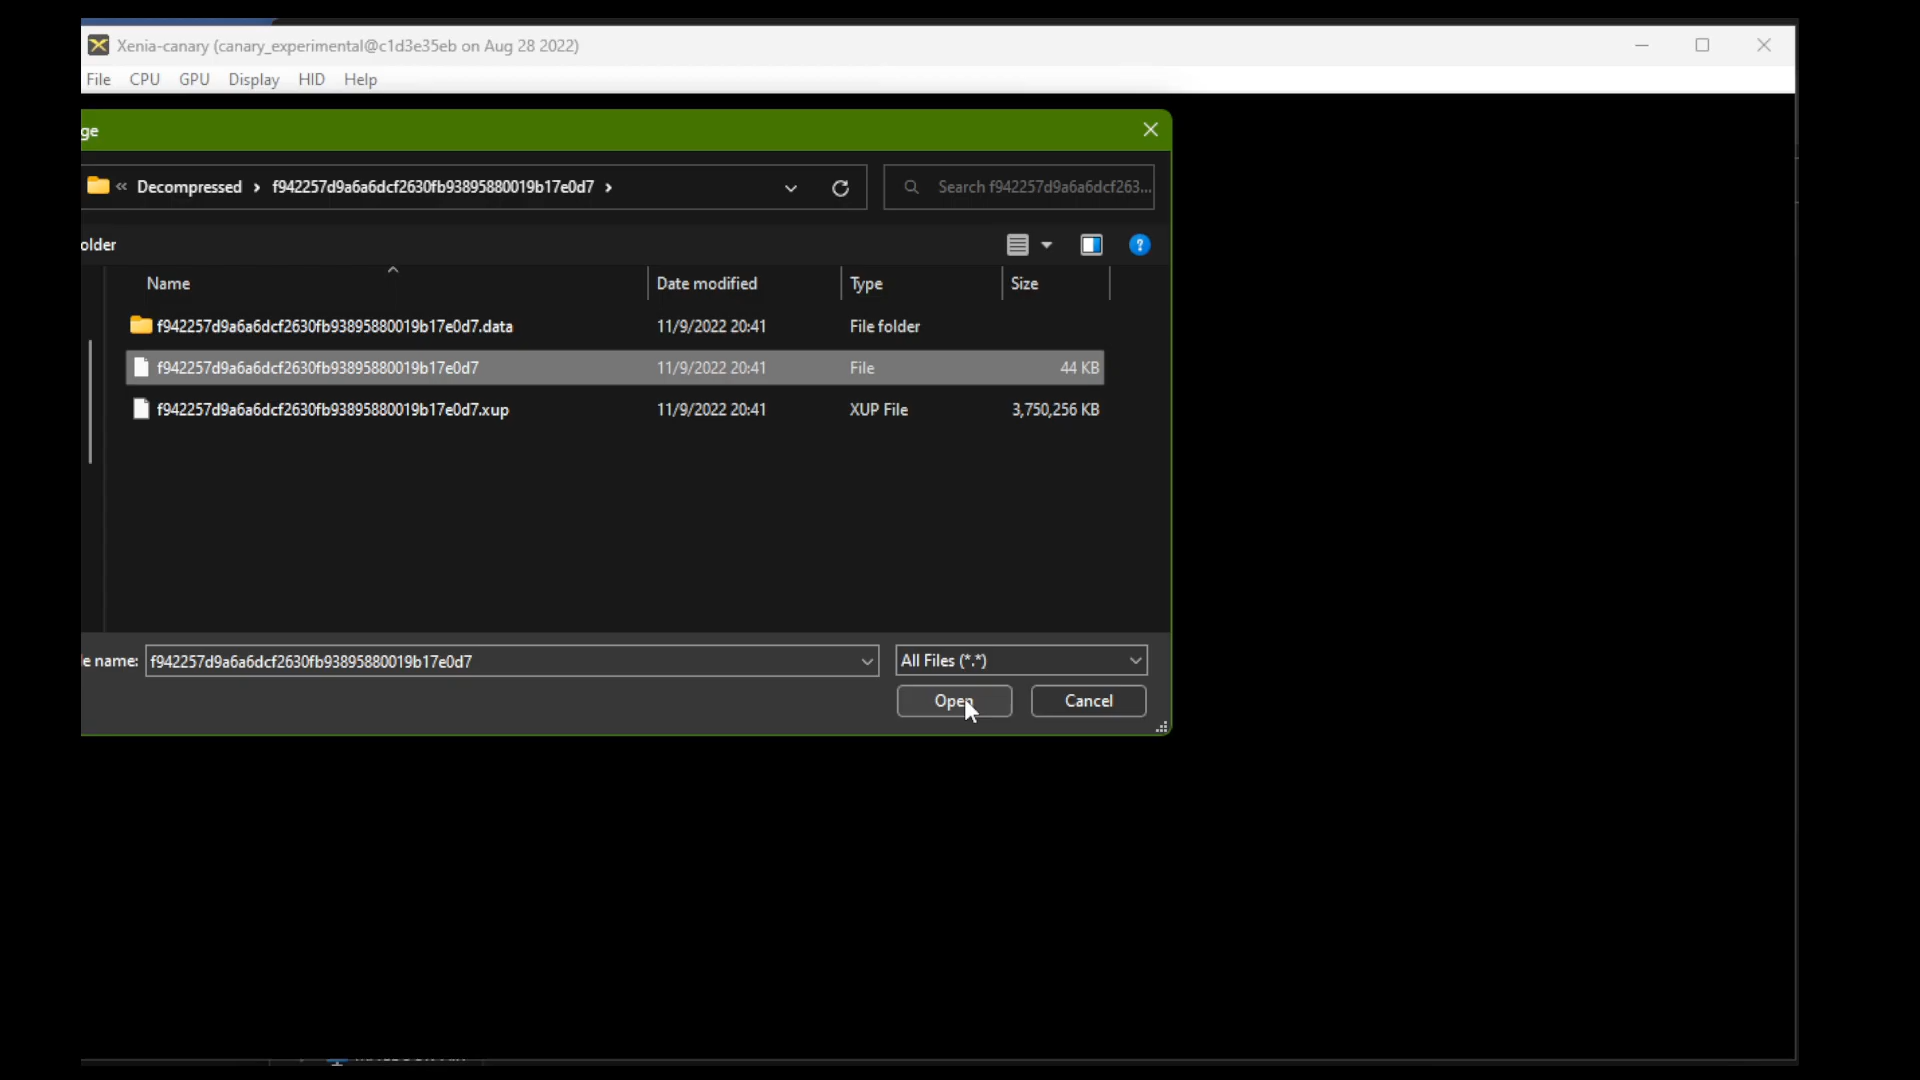 Xenia-canary (canary_experimental@c1d3e35eb on Aug 28 2022)
File CPU GPU Display HID Help
ge
« Decompressed > f942257d9a6a6dcf2630fb93895880019b17e0d7 >
Search f942257d9a6a6dcf263...
older
Name Date modified Type Size
f942257d9a6a6dcf2630fb93895880019b17e0d7.data 11/9/2022 20:41 File folder
f942257d9a6a6dcf2630fb93895880019b17e0d7 11/9/2022 20:41 File 44 KB
f942257d9a6a6dcf2630fb93895880019b17e0d7.xup 11/9/2022 20:41 XUP File 3,750,256 KB
e name: f942257d9a6a6dcf2630fb93895880019b17e0d7 All Files (*.*)
Open Cancel